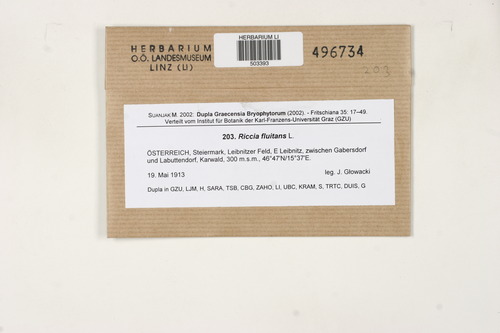 HERBARIUM
O.Ö. LANDESMUSEUM
LINZ (LI)
HERBARIUM LI
503393
496734
203
SUANJAK M. 2002: Dupla Graecensia Bryophytorum (2002). - Fritschiana 35: 17–49.
Verteilt vom Institut für Botanik der Karl-Franzens-Universität Graz (GZU)
203. Riccia fluitans L.
ÖSTERREICH, Steiermark, Leibnitzer Feld, E Leibnitz, zwischen Gabersdorf
und Labuttendorf, Karwald, 300 m.s.m., 46°47'N/15°37'E.
19. Mai 1913
leg. J. Głowacki
Dupla in GZU, LJM, H, SARA, TSB, CBG, ZAHO, LI, UBC, KRAM, S, TRTC, DUIS, G